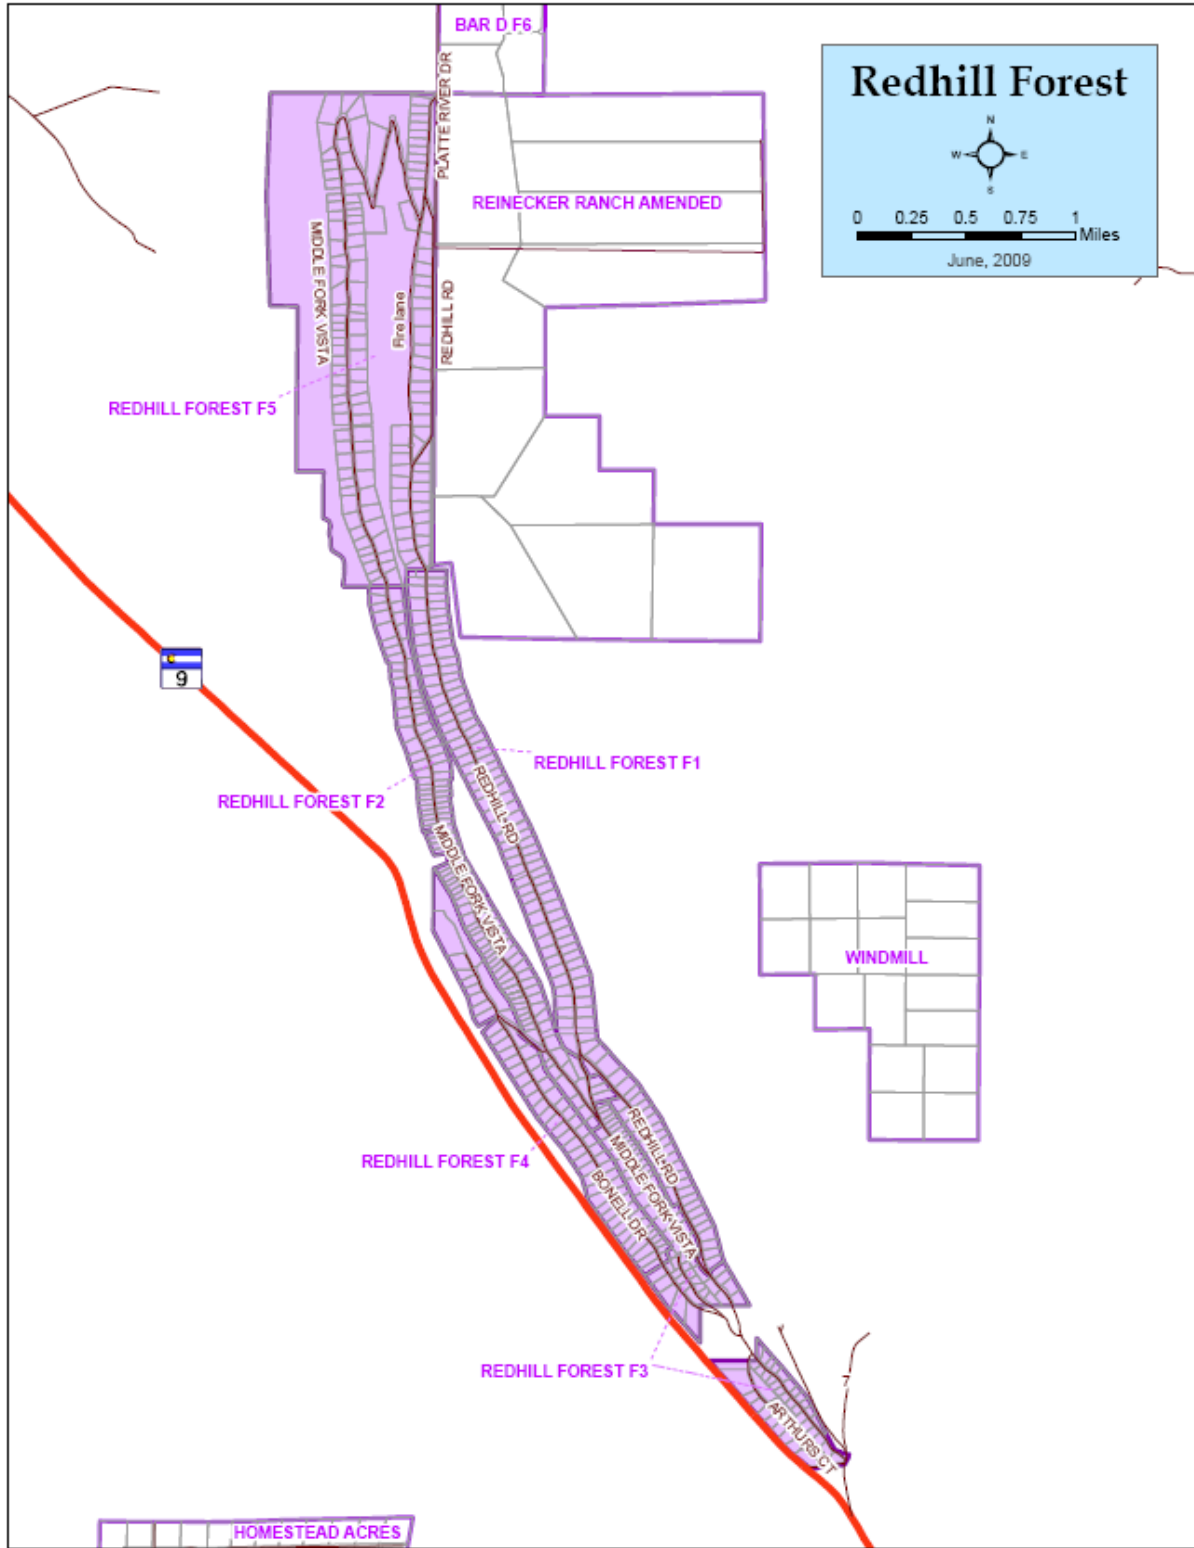 BAR D F6
Redhill Forest
N
W
E
S
0 0.25 0.5 0.75 1
Miles
June, 2009
PLATTE RIVER DR
REINECKER RANCH AMENDED
MIDDLE FORK VISTA
Fire lane
REDHILL RD
REDHILL FOREST F5
9
REDHILL FOREST F1
REDHILL FOREST F2
REDHILL RD
MIDDLE FORK VISTA
WINDMILL
REDHILL FOREST F4
REDHILL RD
MIDDLE FORK VISTA
BONELL DR
REDHILL FOREST F3
7
ARTHURS CT
HOMESTEAD ACRES